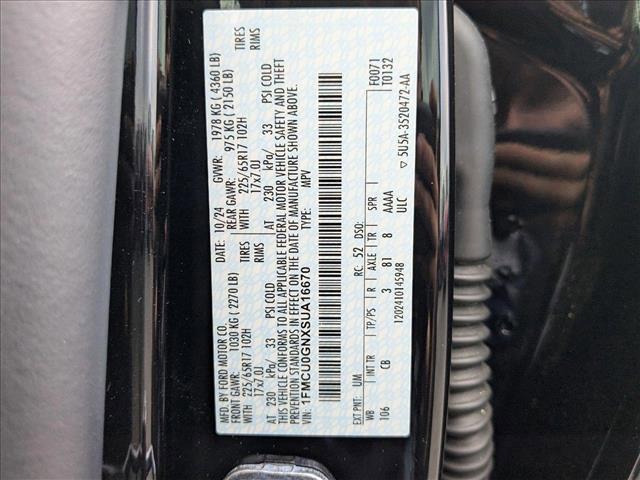 MFD. BY FORD MOTOR CO.
DATE: 10/24 GVWR: 1978 KG ( 4360 LB)
FRONT GAWR: 1030 KG ( 2270 LB) REAR GAWR: 975 KG ( 2150 LB)
WITH 225/65R17 102H TIRES WITH 225/65R17 102H TIRES
17x7.0J RIMS 17x7.0J RIMS
AT 230 kPa/ 33 PSI COLD AT 230 kPa/ 33 PSI COLD
THIS VEHICLE CONFORMS TO ALL APPLICABLE FEDERAL MOTOR VEHICLE SAFETY AND THEFT
PREVENTION STANDARDS IN EFFECT ON THE DATE OF MANUFACTURE SHOWN ABOVE.
VIN: 1FMCU0GNXSUA16670 TYPE: MPV
F0071
T0132
EXT PNT: UM RC: 52 DSO:
WB INT TR TP/PS R AXLE TR SPR
106 CB 3 81 8 AAAA
ULC
1202410145948
▽ 5U5A-3520472-AA